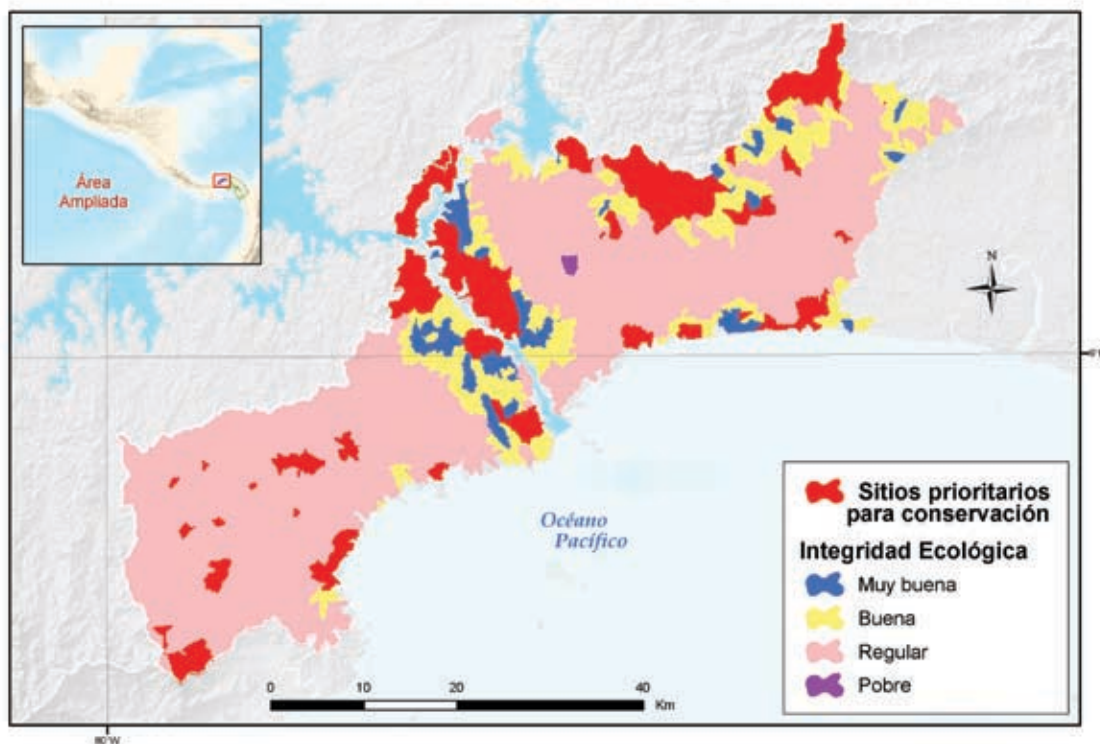 Área
Ampliada
N
Océano
Pacífico
Sitios prioritarios
para conservación
Integridad Ecológica
Muy buena
Buena
Regular
Pobre
0 10 20 40
Km
80°W